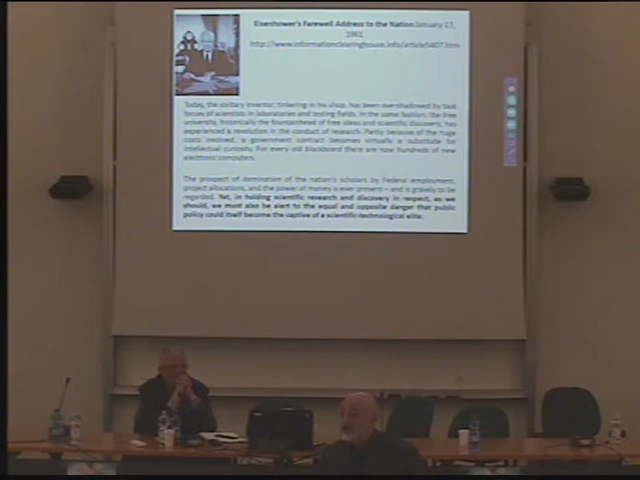 Eisenhower's Farewell Address to the Nation January 17,
1961
http://www.informationclearinghouse.info/article5407.htm
Today, the solitary inventor, tinkering in his shop, has been overshadowed by task
forces of scientists in laboratories and testing fields. In the same fashion, the free
university, historically the fountainhead of free ideas and scientific discovery, has
experienced a revolution in the conduct of research. Partly because of the huge
costs involved, a government contract becomes virtually a substitute for
intellectual curiosity. For every old blackboard there are now hundreds of new
electronic computers.
The prospect of domination of the nation's scholars by Federal employment,
project allocations, and the power of money is ever present – and is gravely to be
regarded. Yet, in holding scientific research and discovery in respect, as we
should, we must also be alert to the equal and opposite danger that public
policy could itself become the captive of a scientific-technological elite.